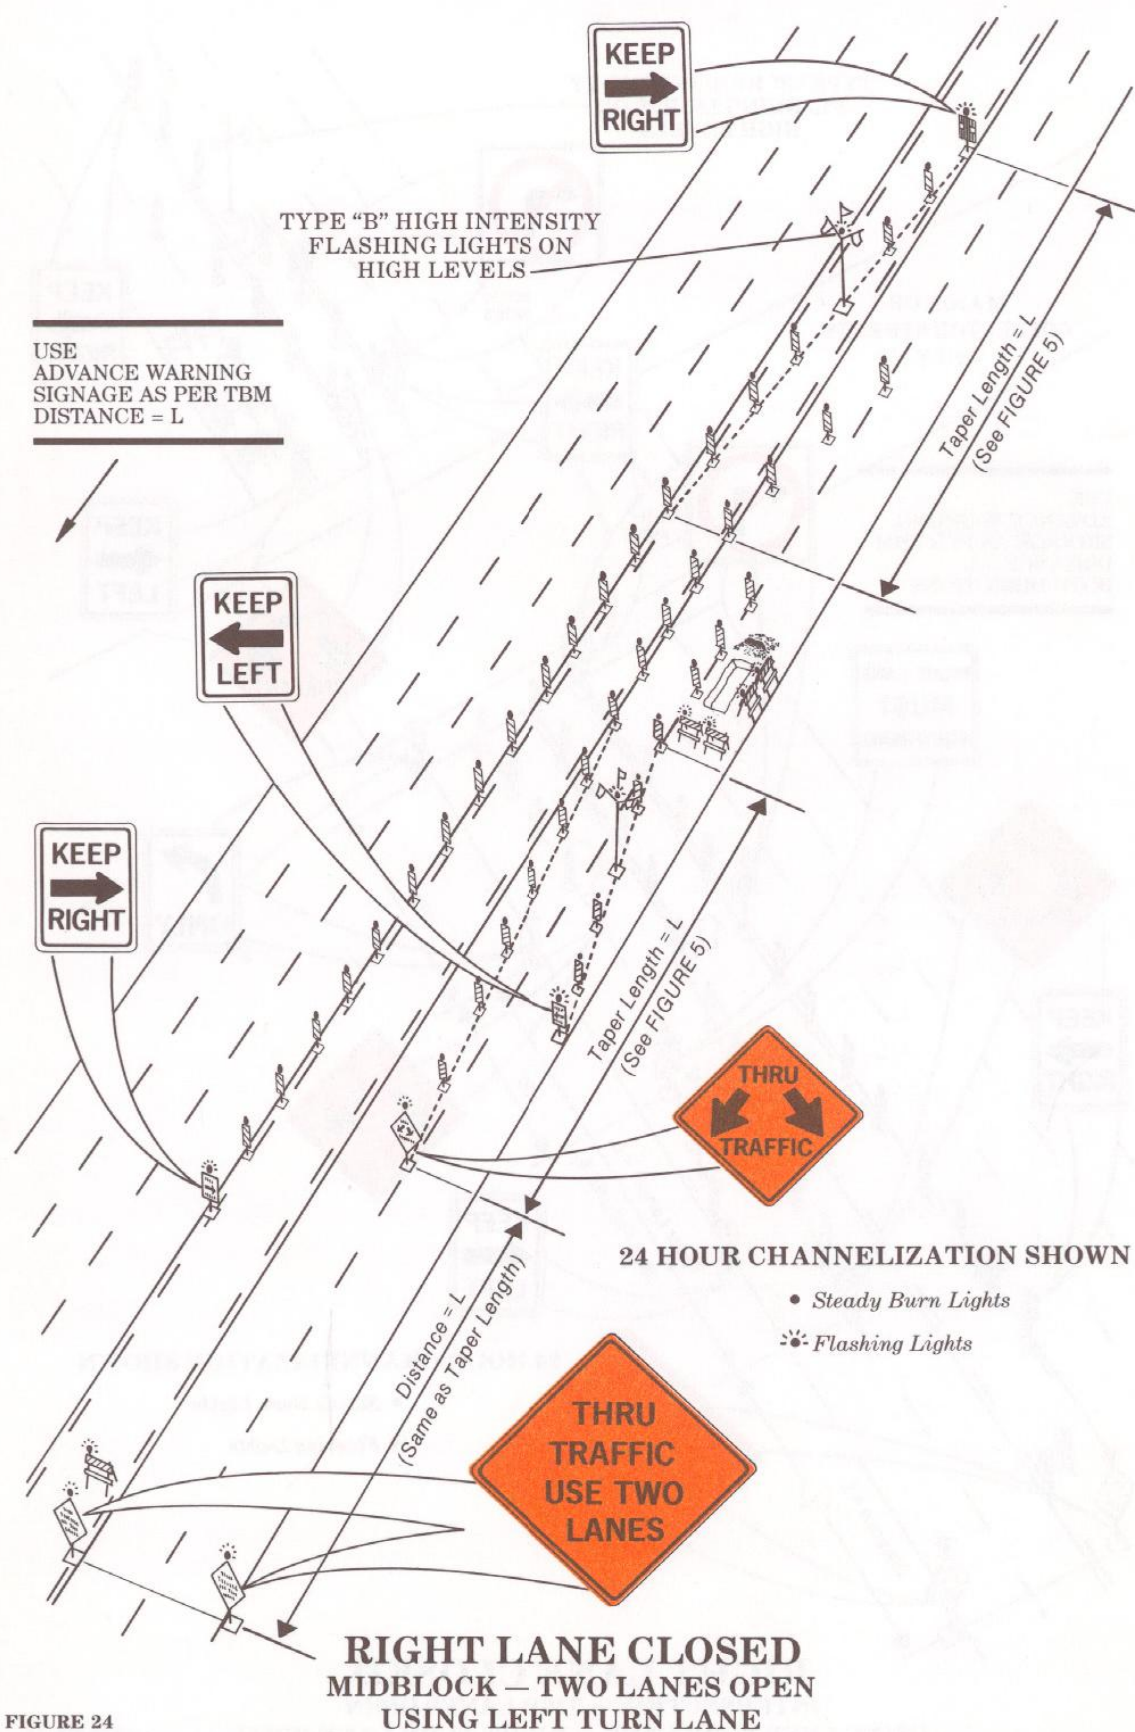 KEEP
RIGHT
TYPE “B” HIGH INTENSITY
FLASHING LIGHTS ON
HIGH LEVELS
USE
ADVANCE WARNING
SIGNAGE AS PER TBM
DISTANCE = L
Taper Length = L
(See FIGURE 5)
KEEP
LEFT
KEEP
RIGHT
Taper Length = L
(See FIGURE 5)
THRU
TRAFFIC
24 HOUR CHANNELIZATION SHOWN
Steady Burn Lights
Flashing Lights
Distance = L
(Same as Taper Length)
THRU
TRAFFIC
USE TWO
LANES
RIGHT LANE CLOSED
MIDBLOCK — TWO LANES OPEN
USING LEFT TURN LANE
FIGURE 24